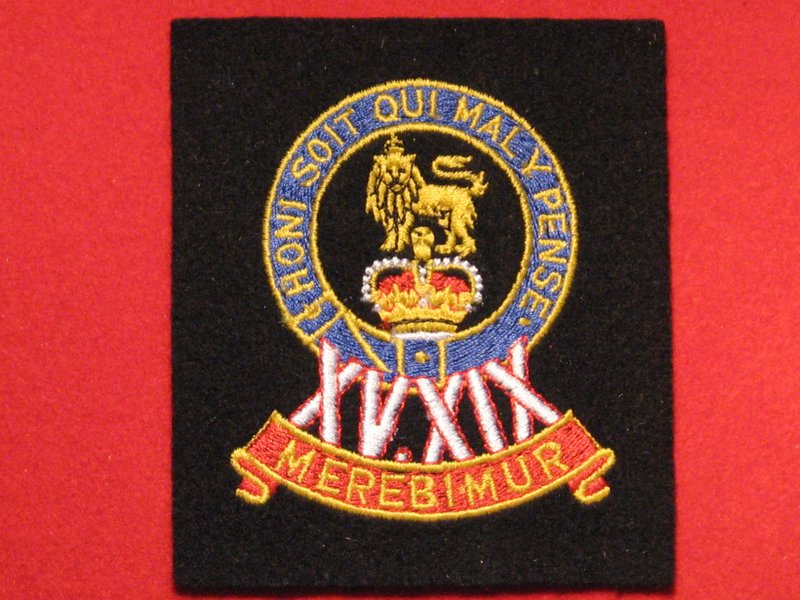 HONI SOIT QUI MAL Y PENSE ·
XV.XIX
MEREBIMUR